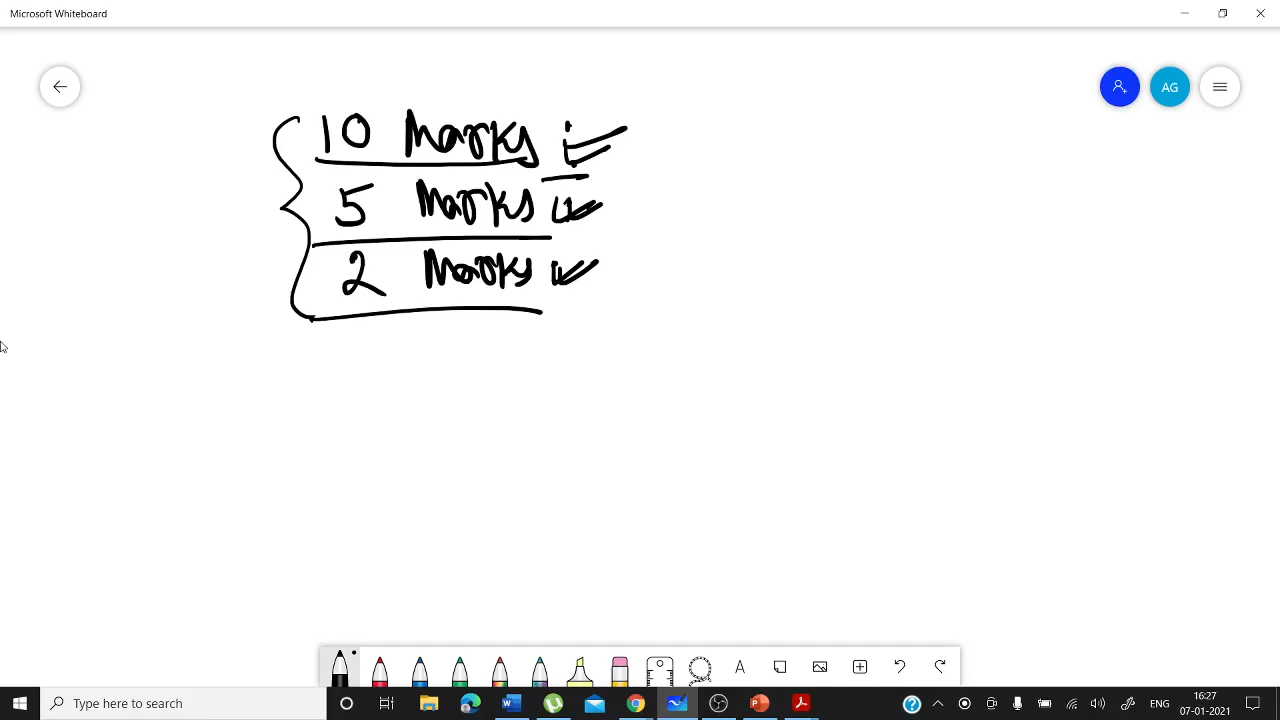 Microsoft Whiteboard
AG
10 Marks
5 Marks
2 Marks
A
Type here to search
ENG
16:27
07-01-2021